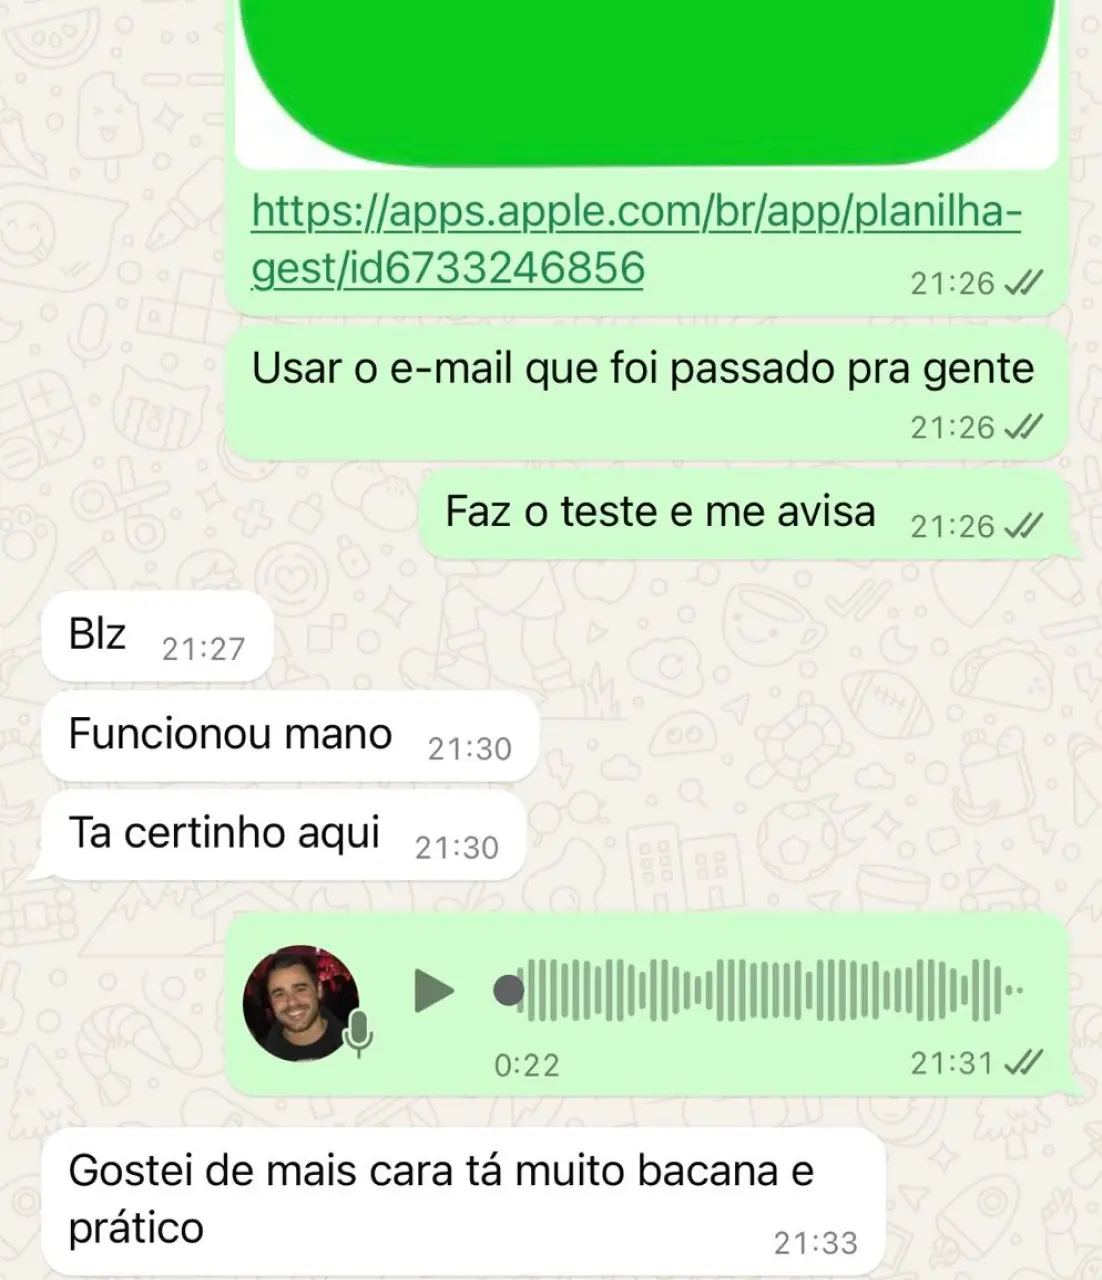 https://apps.apple.com/br/app/planilha-
gest/id6733246856
21:26
Usar o e-mail que foi passado pra gente
21:26
Faz o teste e me avisa 21:26
Blz 21:27
Funcionou mano 21:30
Ta certinho aqui 21:30
0:22 21:31
Gostei de mais cara tá muito bacana e
prático
21:33